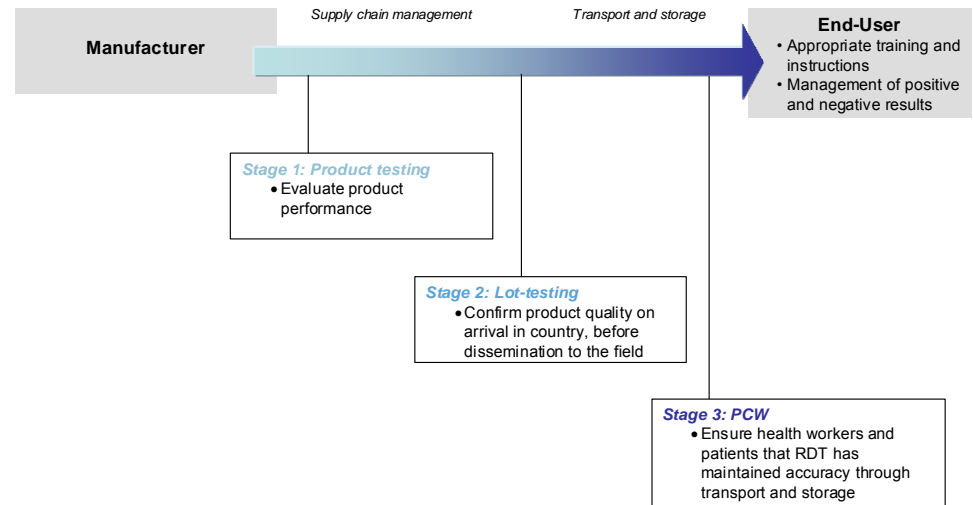 Supply chain management
Transport and storage
Manufacturer
End-User
• Appropriate training and
instructions
• Management of positive
and negative results
Stage 1: Product testing
• Evaluate product
performance
Stage 2: Lot-testing
• Confirm product quality on
arrival in country, before
dissemination to the field
Stage 3: PCW
• Ensure health workers and
patients that RDT has
maintained accuracy through
transport and storage